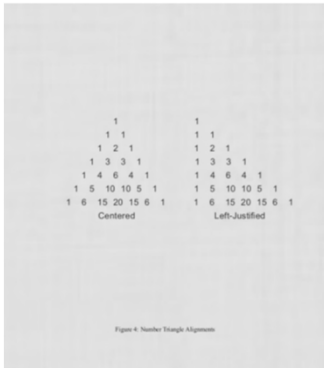 1 1
1 1 1 1
1 2 1 1 2 1
1 3 3 1 1 3 3 1
1 4 6 4 1 1 4 6 4 1
1 5 10 10 5 1 1 5 10 10 5 1
1 6 15 20 15 6 1 1 6 15 20 15 6 1
Centered Left-Justified
Figure 4: Number Triangle Alignments